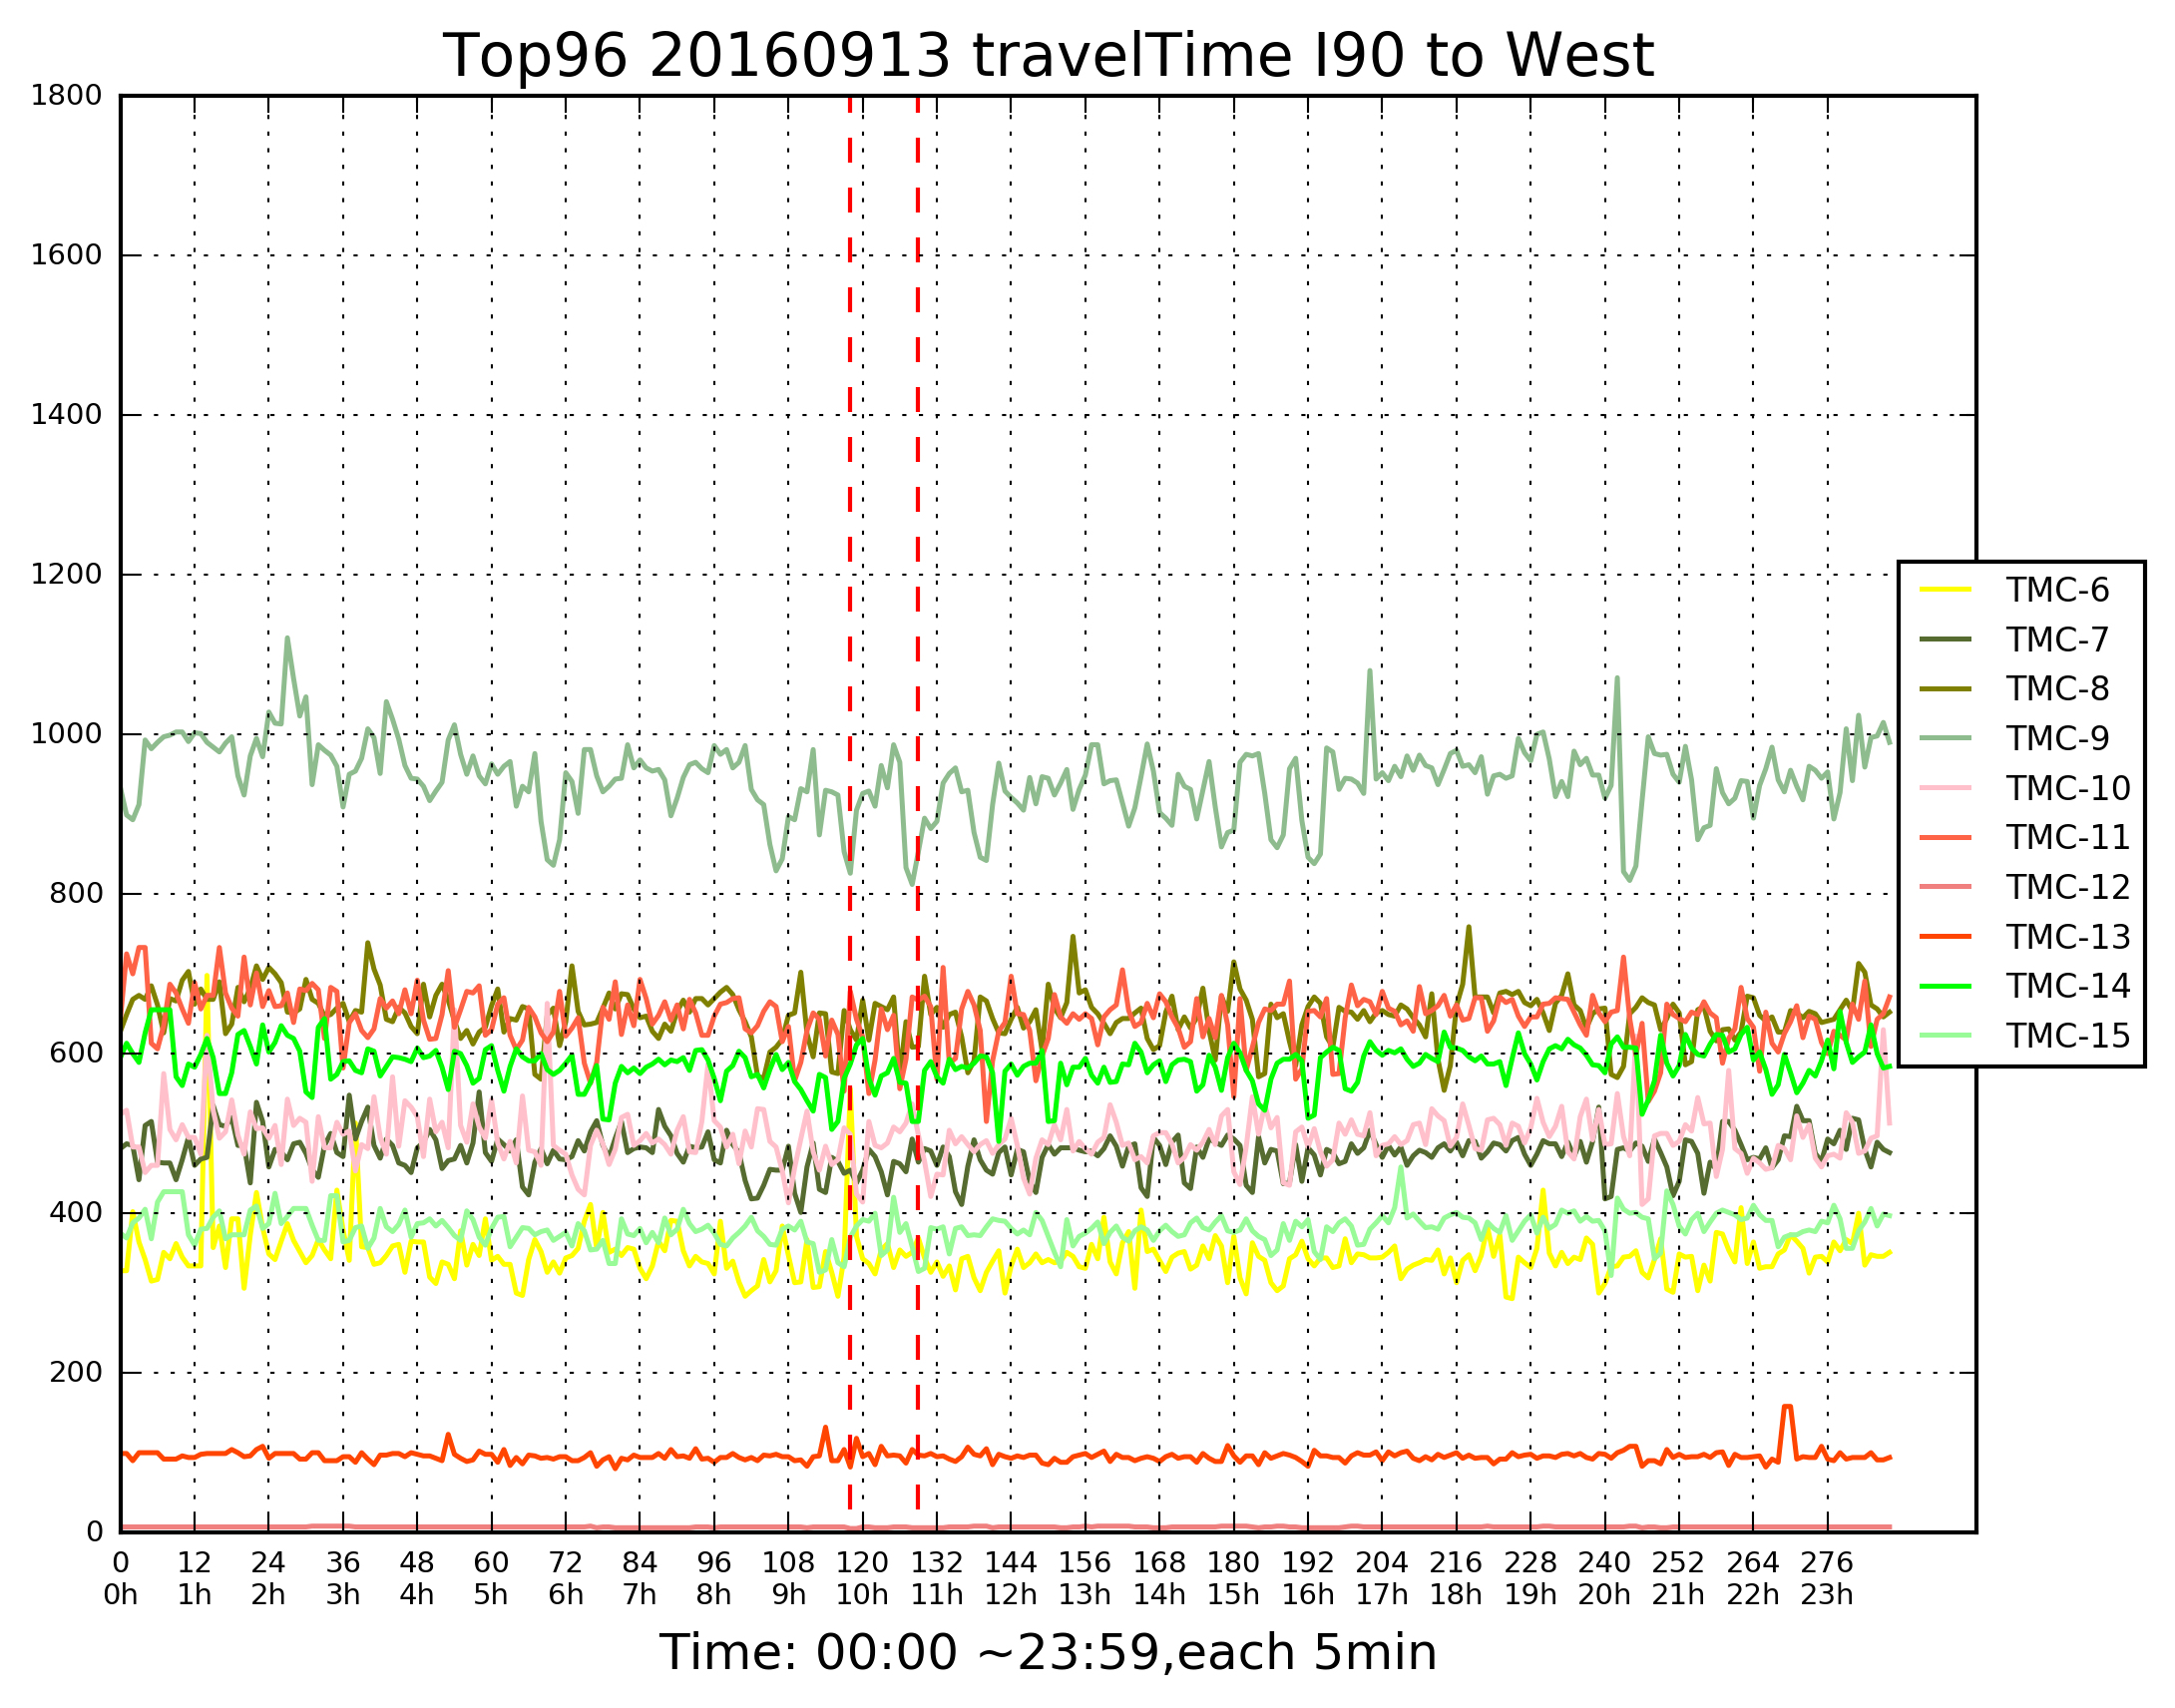 Top96 20160913 travelTime I90 to West
1800
1600
1400
1200
1000
800
600
400
200
0
TMC-6
TMC-7
TMC-8
TMC-9
TMC-10
TMC-11
TMC-12
TMC-13
TMC-14
TMC-15
0 12 24 36 48 60 72 84 96 108 120 132 144 156 168 180 192 204 216 228 240 252 264 276
0h 1h 2h 3h 4h 5h 6h 7h 8h 9h 10h 11h 12h 13h 14h 15h 16h 17h 18h 19h 20h 21h 22h 23h
Time: 00:00 ~23:59,each 5min